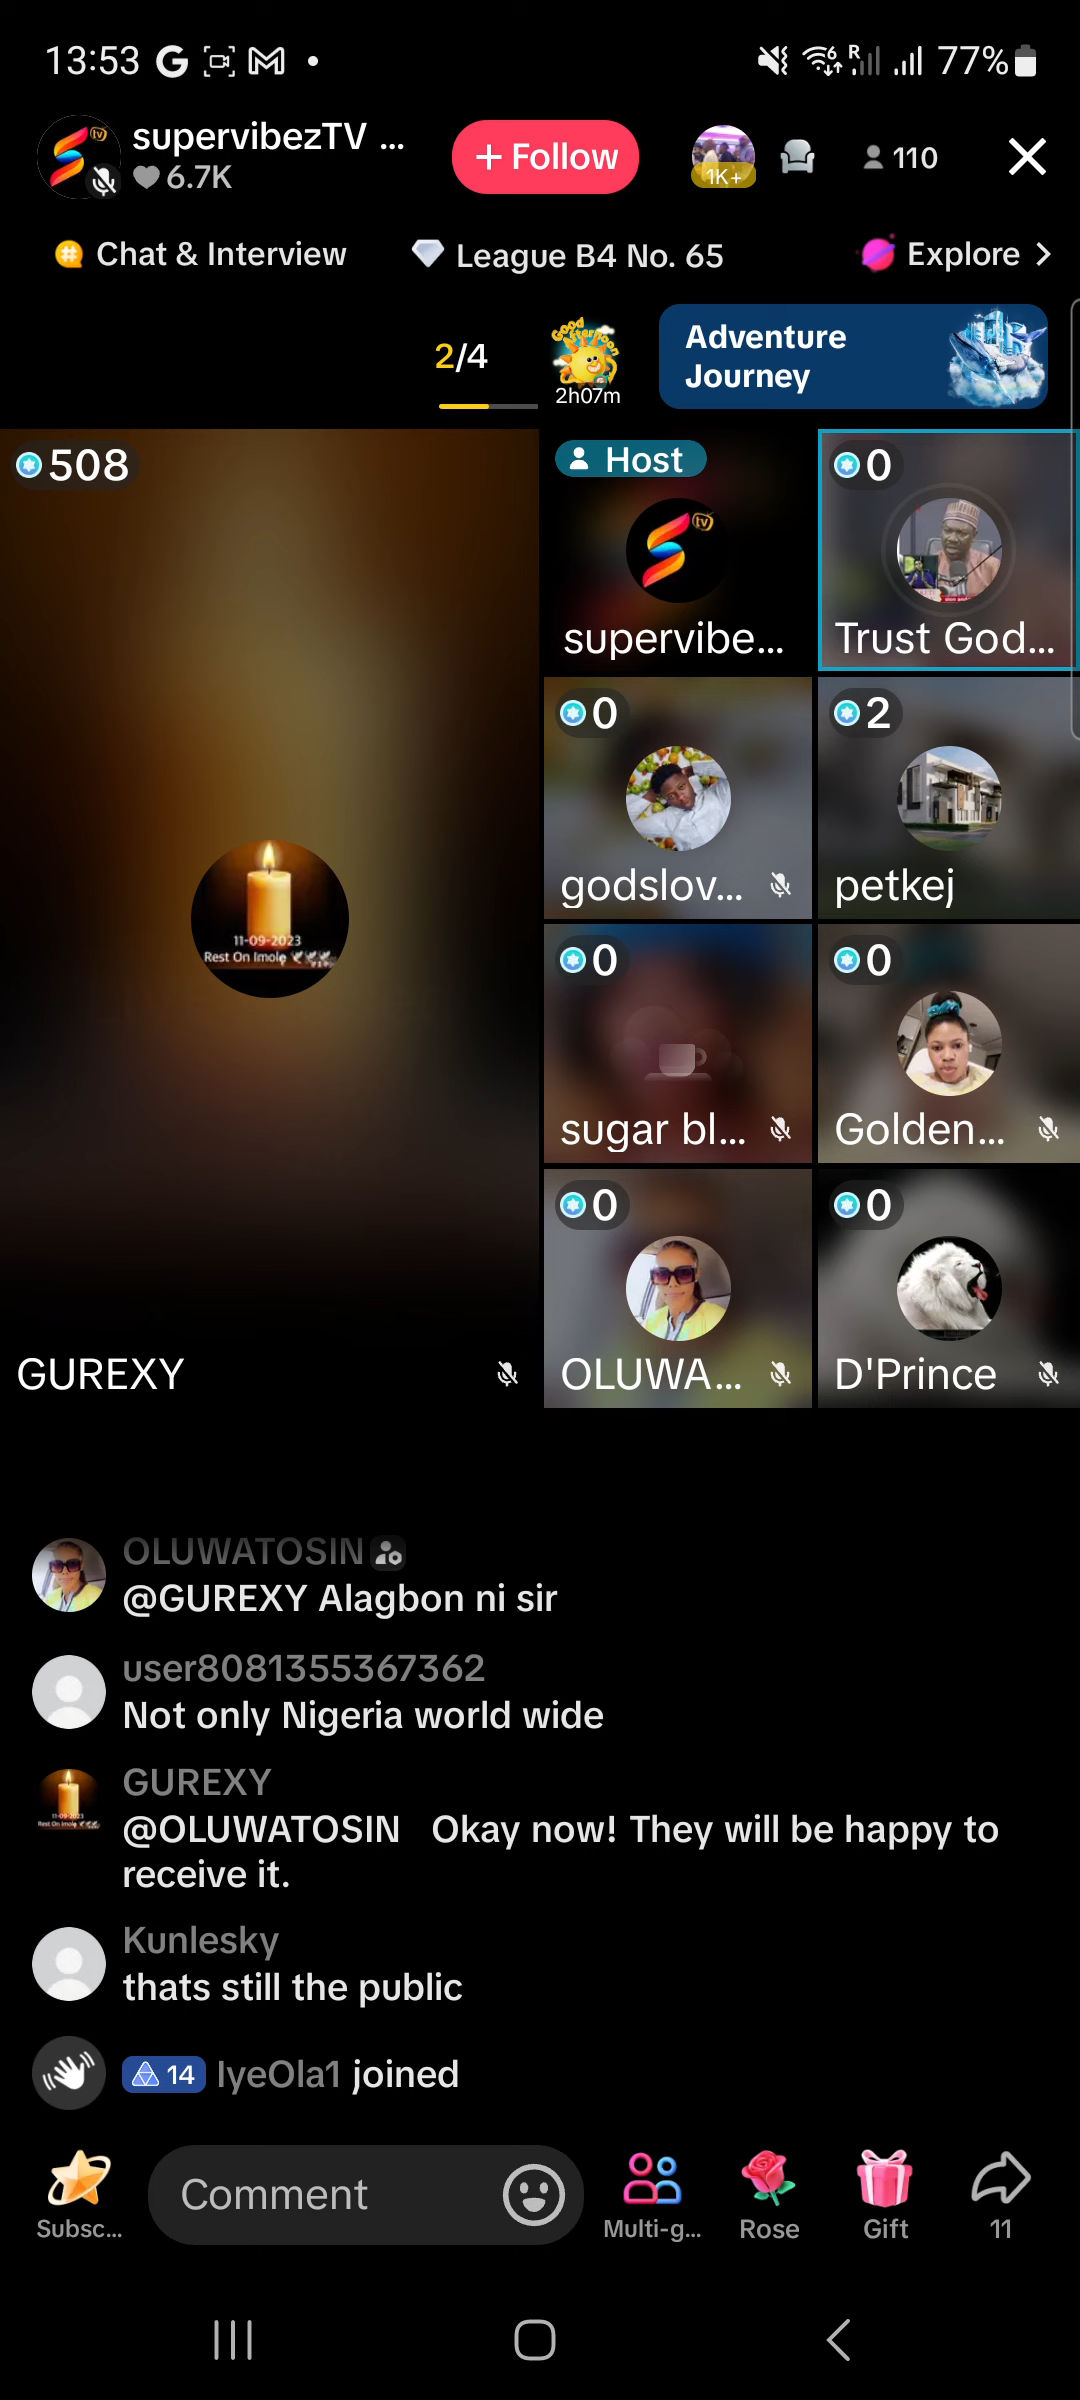 13:53
77%
supervibezTV ...
6.7K
+ Follow
1K+
110
Chat & Interview
League B4 No. 65
Explore >
2/4
Good Afternoon
2h07m
Adventure
Journey
508
Host
supervibe...
0
Trust God...
0
godslov...
2
petkej
0
sugar bl...
0
Golden...
11-09-2023
Rest On Imolẹ
GUREXY
0
OLUWA...
0
D'Prince
OLUWATOSIN
@GUREXY Alagbon ni sir
user8081355367362
Not only Nigeria world wide
GUREXY
@OLUWATOSIN Okay now! They will be happy to
receive it.
Kunlesky
thats still the public
14 IyeOla1 joined
Subsc...
Comment
Multi-g...
Rose
Gift
11